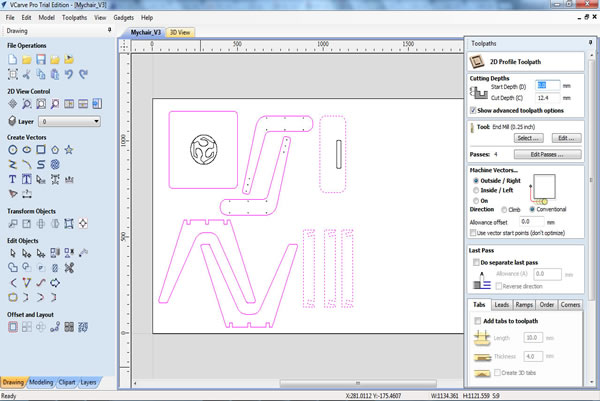 VCarve Pro Trial Edition - [Mychair_V3]
File Edit Model Toolpaths View Gadgets Help
Drawing
File Operations
2D View Control
Layer 0
Create Vectors
Transform Objects
Edit Objects
Offset and Layout
Drawing Modeling Clipart Layers
Ready
Mychair_V3 3D View
0 500 1000 1500
1000
500
0
Toolpaths
2D Profile Toolpath
Cutting Depths
Start Depth (D) 0.0 mm
Cut Depth (C) 12.4 mm
Show advanced toolpath options
Tool: End Mill (0.25 inch)
Select ... Edit ...
Passes: 4 Edit Passes ...
Machine Vectors...
Outside / Right
Inside / Left
On
Direction Climb Conventional
Allowance offset 0.0 mm
Use vector start points (don't optimize)
Last Pass
Do separate last pass
Allowance (A) 0.0 mm
Reverse direction
Tabs Leads Ramps Order Corners
Add tabs to toolpath
Length 10.0 mm
Thickness 4.0 mm
Create 3D tabs
X:281.0112 Y:-175.4607 W:1134.361 H:1121.559 S:9